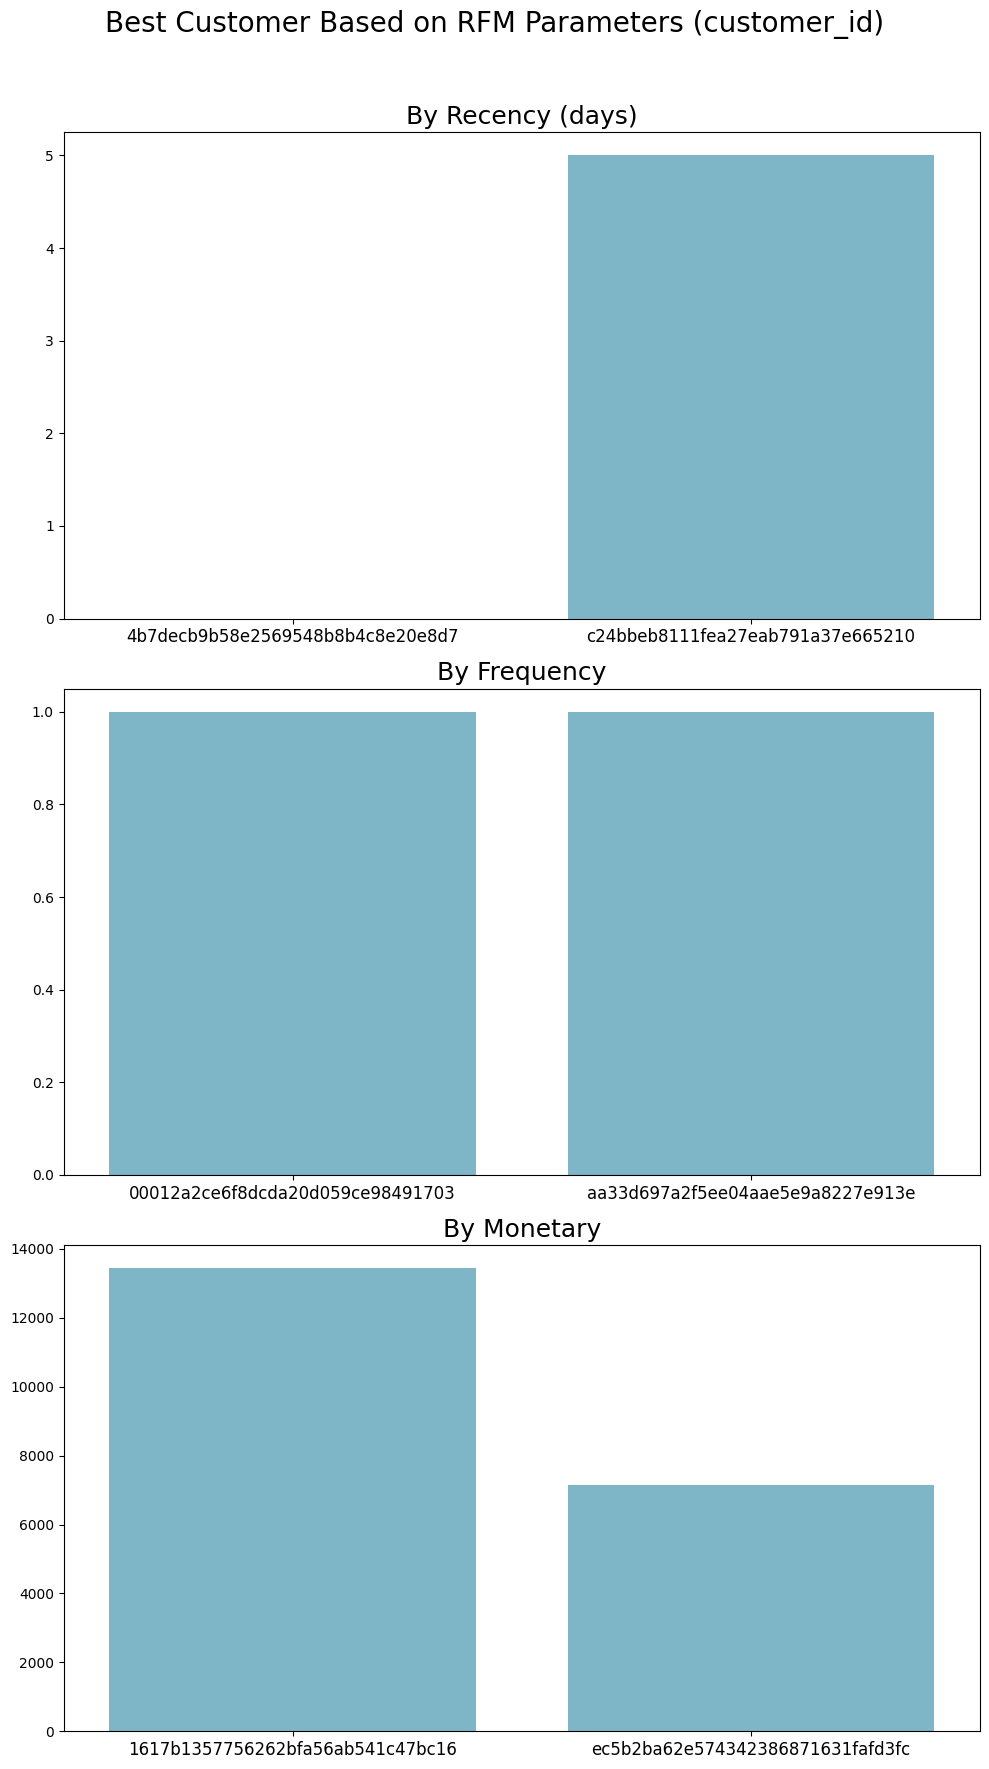 Best Customer Based on RFM Parameters (customer_id)
By Recency (days)
5
4
3
2
1
0
4b7decb9b58e2569548b8b4c8e20e8d7 c24bbeb8111fea27eab791a37e665210
By Frequency
1.0
0.8
0.6
0.4
0.2
0.0
00012a2ce6f8dcda20d059ce98491703 aa33d697a2f5ee04aae5e9a8227e913e
By Monetary
14000
12000
10000
8000
6000
4000
2000
0
1617b1357756262bfa56ab541c47bc16 ec5b2ba62e574342386871631fafd3fc